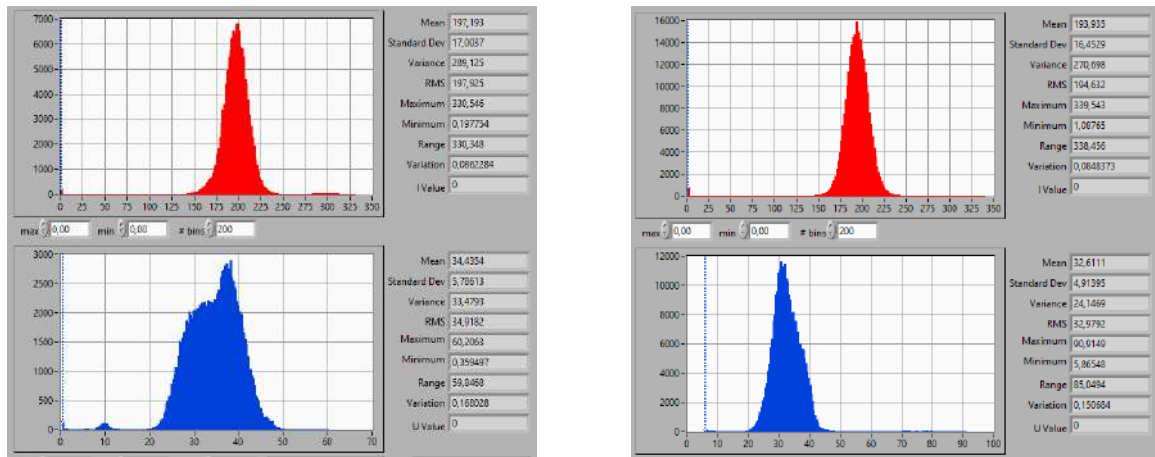 7000
6000
5000
4000
3000
2000
1000
0
0 25 50 75 100 125 150 175 200 225 250 275 300 325 350
Mean 197,193
Standard Dev 17,0037
Variance 289,125
RMS 197,925
Maximum 330,546
Minimum 0,197754
Range 330,348
Variation 0,0862284
I Value 0
max 0,00 min 0,00 # bins 200
3000
2500
2000
1500
1000
500
0
0 10 20 30 40 50 60 70
Mean 34,4354
Standard Dev 5,78613
Variance 33,4793
RMS 34,9182
Maximum 60,2063
Minimum 0,359497
Range 59,8468
Variation 0,168028
U Value 0
16000
14000
12000
10000
8000
6000
4000
2000
0
0 25 50 75 100 125 150 175 200 225 250 275 300 325 350
Mean 193,935
Standard Dev 16,4529
Variance 270,698
RMS 194,632
Maximum 339,543
Minimum 1,08765
Range 338,456
Variation 0,0848373
I Value 0
max 0,00 min 0,00 # bins 200
12000
10000
8000
6000
4000
2000
0
0 10 20 30 40 50 60 70 80 90 100
Mean 32,6111
Standard Dev 4,91395
Variance 24,1469
RMS 32,9792
Maximum 90,9149
Minimum 5,86548
Range 85,0494
Variation 0,150684
U Value 0